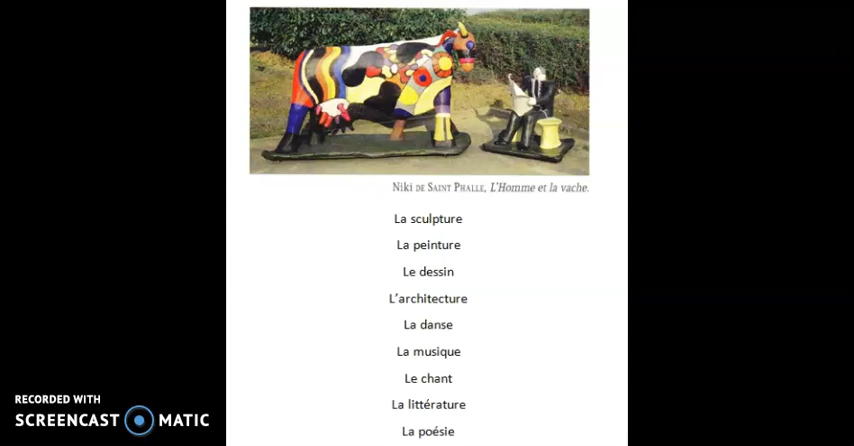 Niki DE SAINT PHALLE, L'Homme et la vache.
La sculpture
La peinture
Le dessin
L'architecture
La danse
La musique
Le chant
La littérature
La poésie
RECORDED WITH
SCREENCAST MATIC